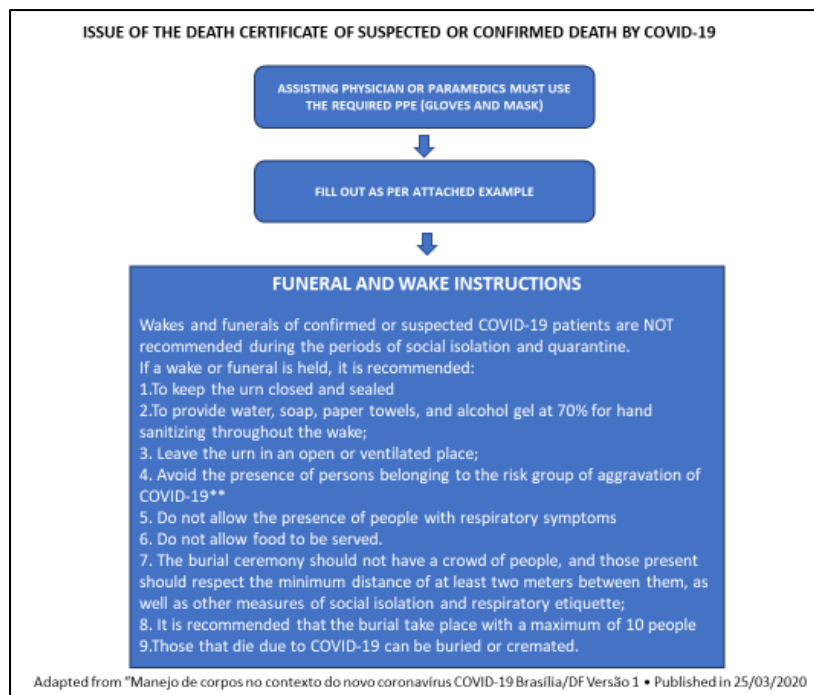 ISSUE OF THE DEATH CERTIFICATE OF SUSPECTED OR CONFIRMED DEATH BY COVID-19
ASSISTING PHYSICIAN OR PARAMEDICS MUST USE
THE REQUIRED PPE (GLOVES AND MASK)
FILL OUT AS PER ATTACHED EXAMPLE
FUNERAL AND WAKE INSTRUCTIONS
Wakes and funerals of confirmed or suspected COVID-19 patients are NOT
recommended during the periods of social isolation and quarantine.
If a wake or funeral is held, it is recommended:
1.To keep the urn closed and sealed
2.To provide water, soap, paper towels, and alcohol gel at 70% for hand
sanitizing throughout the wake;
3. Leave the urn in an open or ventilated place;
4. Avoid the presence of persons belonging to the risk group of aggravation of
COVID-19**
5. Do not allow the presence of people with respiratory symptoms
6. Do not allow food to be served.
7. The burial ceremony should not have a crowd of people, and those present
should respect the minimum distance of at least two meters between them, as
well as other measures of social isolation and respiratory etiquette;
8. It is recommended that the burial take place with a maximum of 10 people
9.Those that die due to COVID-19 can be buried or cremated.
Adapted from "Manejo de corpos no contexto do novo coronavírus COVID-19 Brasília/DF Versão 1 • Published in 25/03/2020